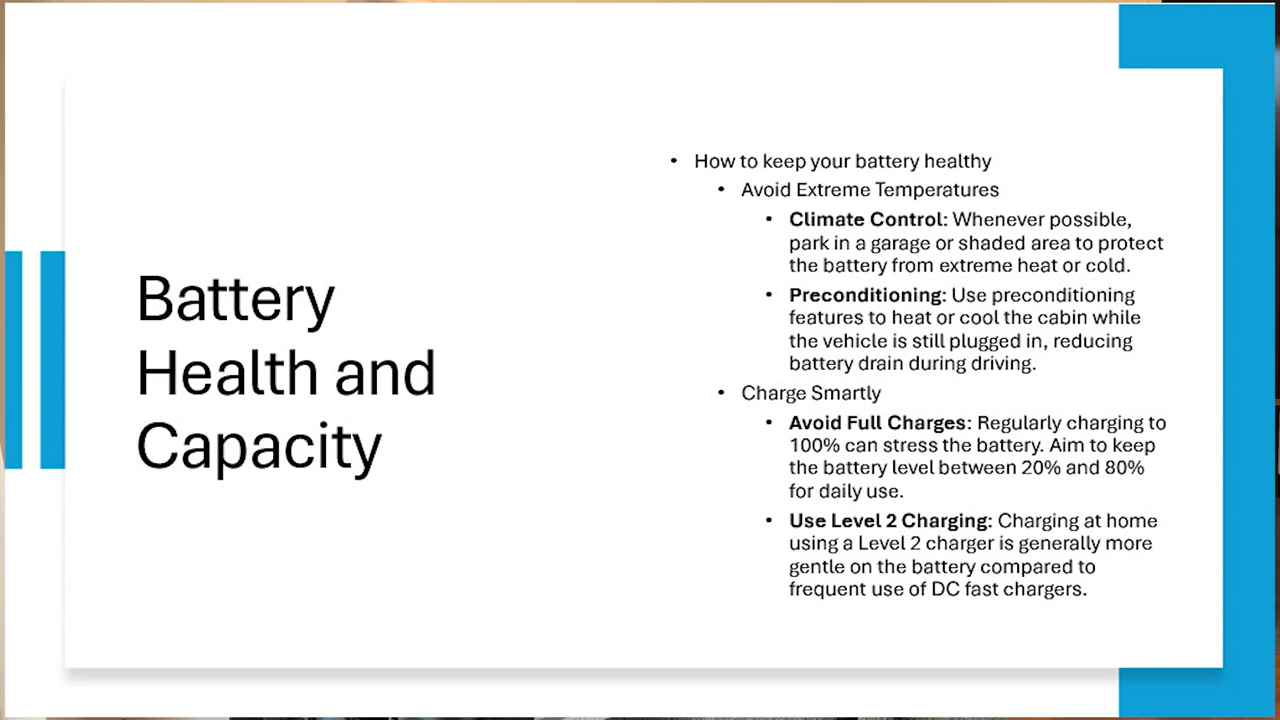 Battery
Health and
Capacity
• How to keep your battery healthy
• Avoid Extreme Temperatures
• Climate Control: Whenever possible,
park in a garage or shaded area to protect
the battery from extreme heat or cold.
• Preconditioning: Use preconditioning
features to heat or cool the cabin while
the vehicle is still plugged in, reducing
battery drain during driving.
• Charge Smartly
• Avoid Full Charges: Regularly charging to
100% can stress the battery. Aim to keep
the battery level between 20% and 80%
for daily use.
• Use Level 2 Charging: Charging at home
using a Level 2 charger is generally more
gentle on the battery compared to
frequent use of DC fast chargers.